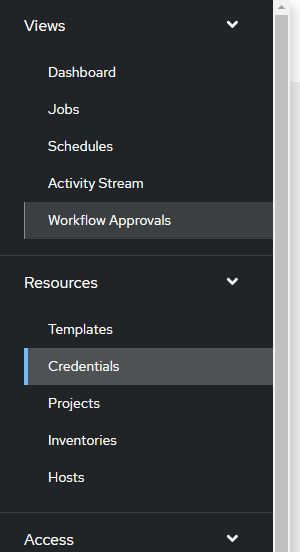 Views
Dashboard
Jobs
Schedules
Activity Stream
Workflow Approvals
Resources
Templates
Credentials
Projects
Inventories
Hosts
Access